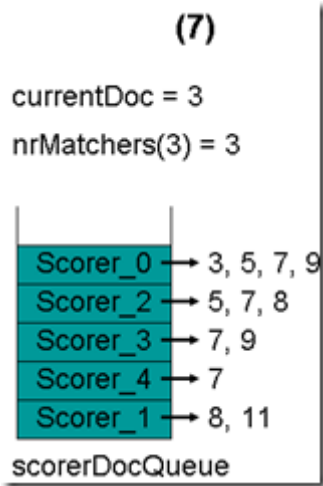 (7)
currentDoc = 3
nrMatchers(3) = 3
Scorer_0 → 3, 5, 7, 9
Scorer_2 → 5, 7, 8
Scorer_3 → 7, 9
Scorer_4 → 7
Scorer_1 → 8, 11
scorerDocQueue